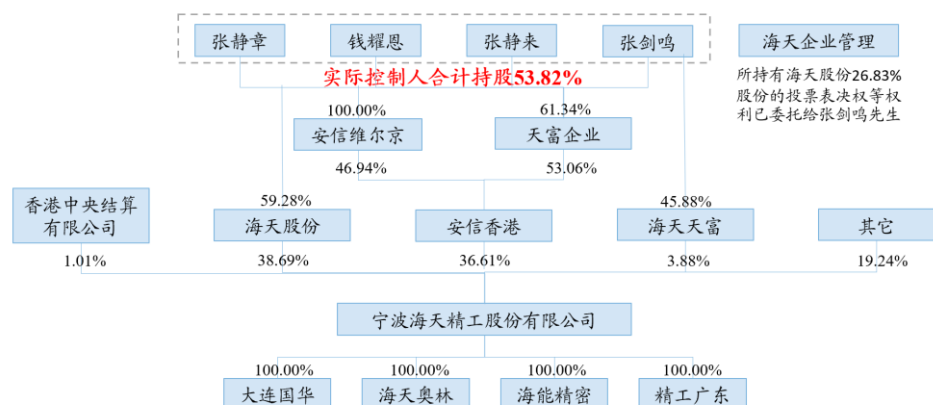 张静章
钱耀恩
张静来
张剑鸣
海天企业管理
实际控制人合计持股53.82%
所持有海天股份26.83%
股份的投票表决权等权
利已委托给张剑鸣先生
100.00%
61.34%
安信维尔京
天富企业
46.94%
53.06%
香港中央结算
有限公司
59.28%
45.88%
海天股份
安信香港
海天天富
其它
1.01%
38.69%
36.61%
3.88%
19.24%
宁波海天精工股份有限公司
100.00%
100.00%
100.00%
100.00%
大连国华
海天奥林
海能精密
精工广东